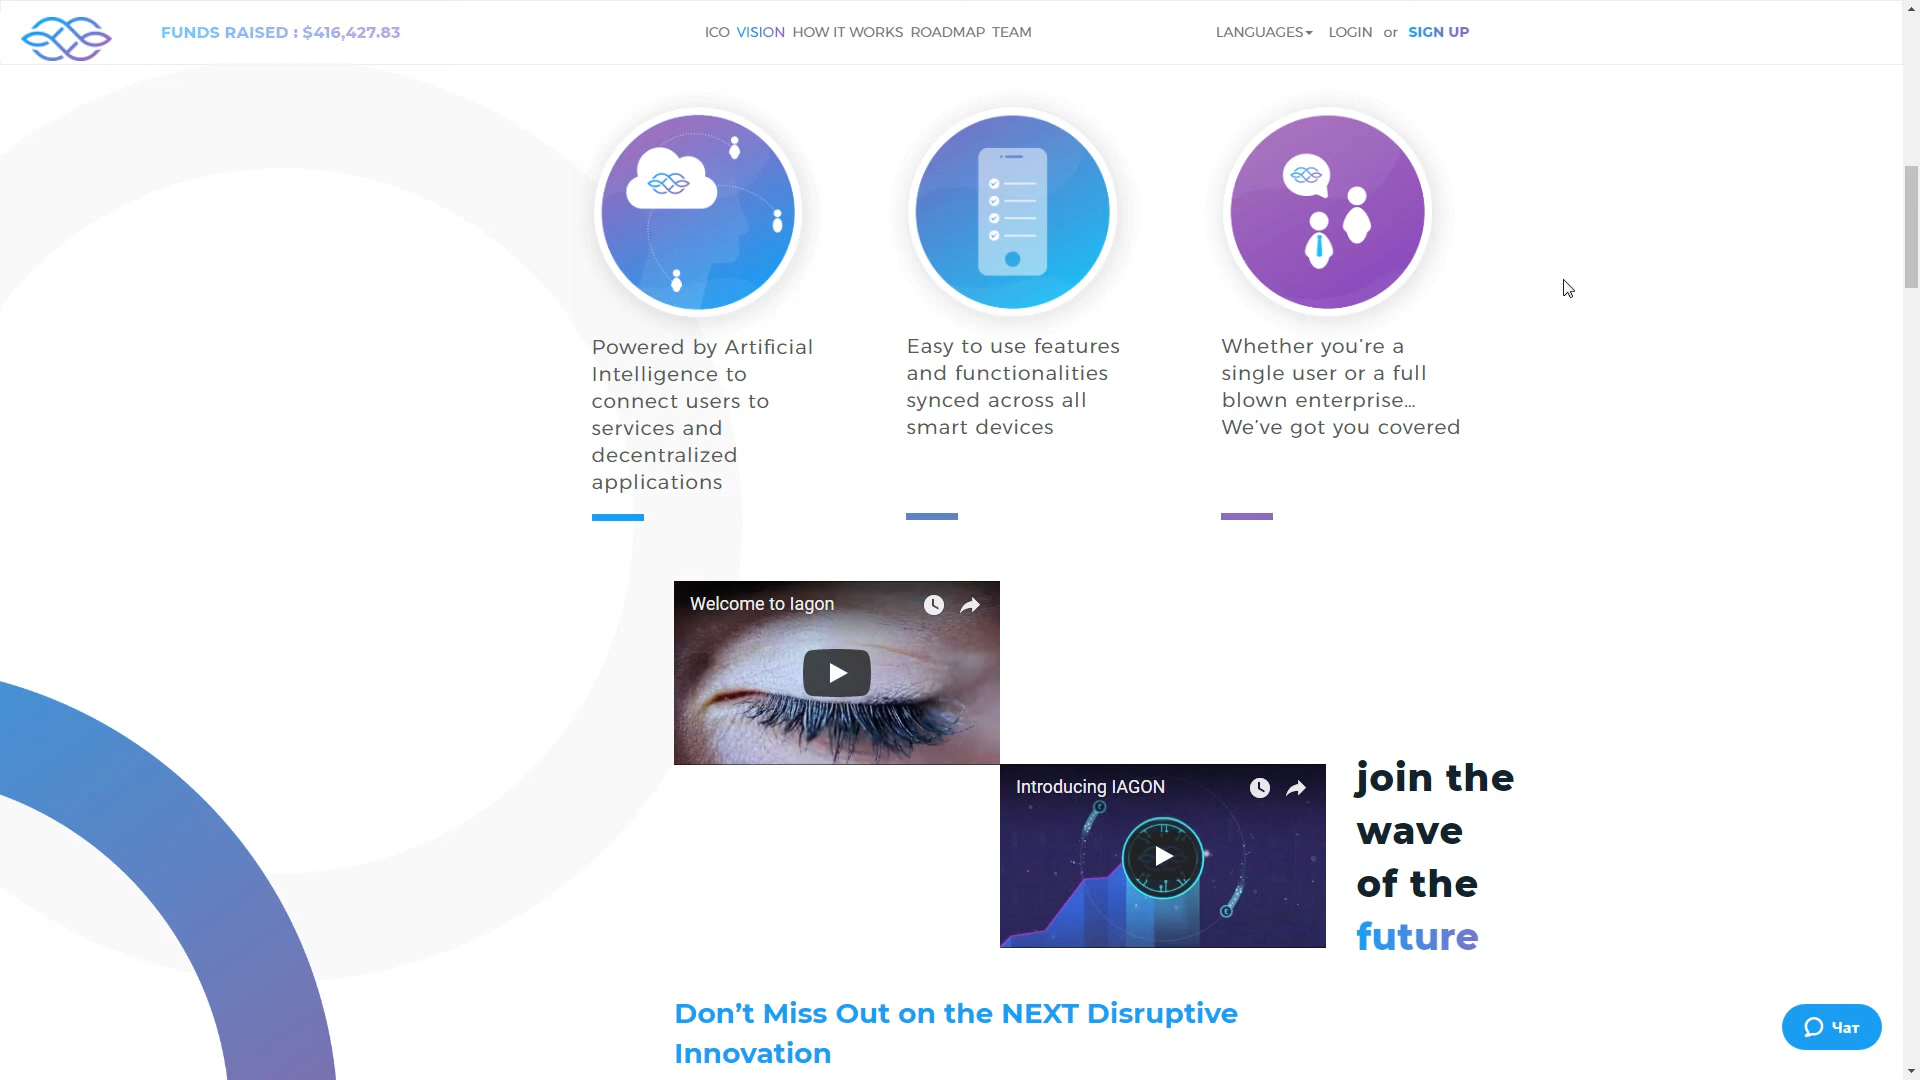 FUNDS RAISED : $416,427.83
ICO VISION HOW IT WORKS ROADMAP TEAM
LANGUAGES LOGIN or SIGN UP
Powered by Artificial
Intelligence to
connect users to
services and
decentralized
applications
Easy to use features
and functionalities
synced across all
smart devices
Whether you're a
single user or a full
blown enterprise...
We've got you covered
Welcome to Iagon
Introducing IAGON
join the
wave
of the
future
Don't Miss Out on the NEXT Disruptive
Innovation
Чат